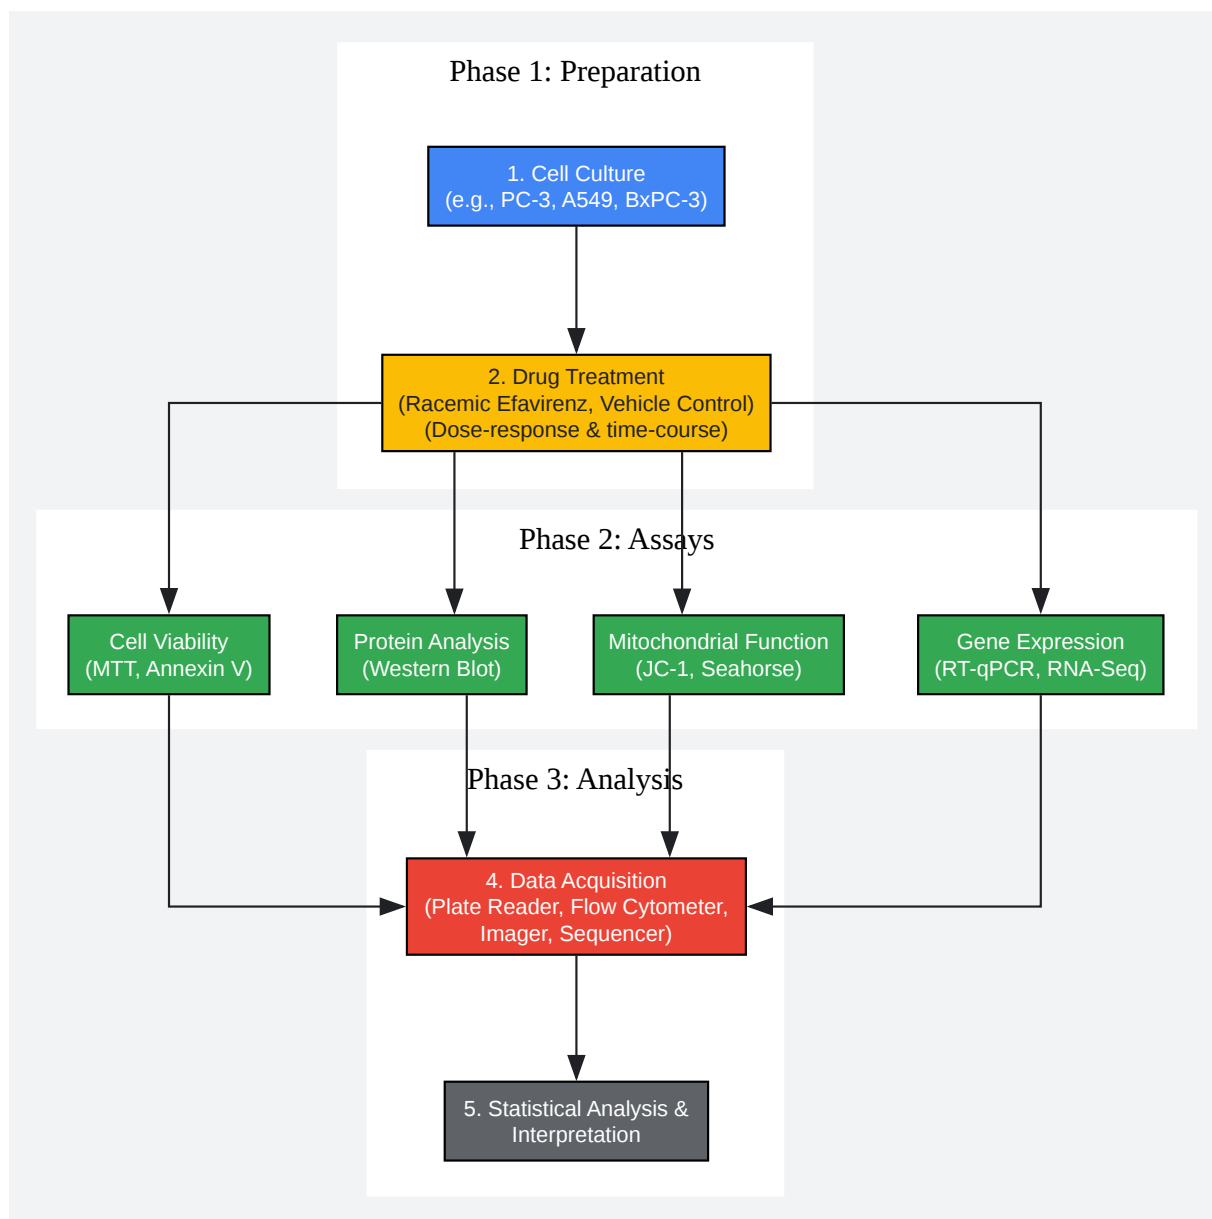 Phase 1: Preparation
1. Cell Culture
(e.g., PC-3, A549, BxPC-3)
2. Drug Treatment
(Racemic Efavirenz, Vehicle Control)
(Dose-response & time-course)
Phase 2: Assays
Cell Viability
(MTT, Annexin V)
Protein Analysis
(Western Blot)
Mitochondrial Function
(JC-1, Seahorse)
Gene Expression
(RT-qPCR, RNA-Seq)
Phase 3: Analysis
4. Data Acquisition
(Plate Reader, Flow Cytometer,
Imager, Sequencer)
5. Statistical Analysis &
Interpretation